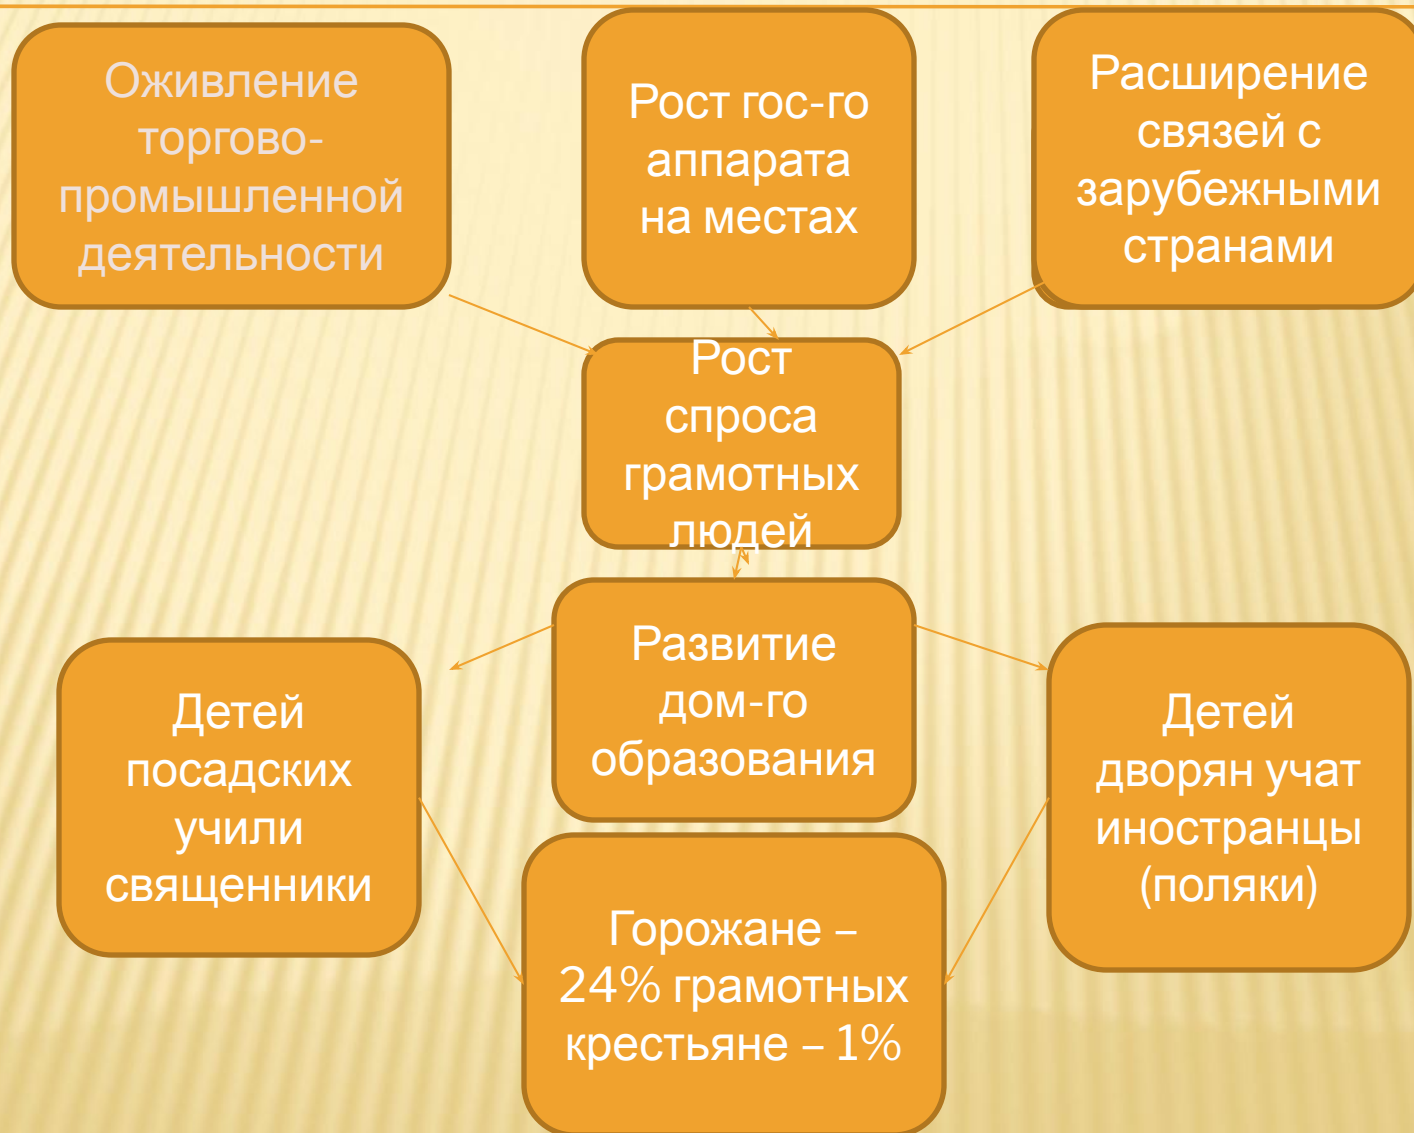 Оживление
торгово-
промышленной
деятельности
Рост гос-го
аппарата
на местах
Расширение
связей с
зарубежными
странами
Рост
спроса
грамотных
людей
Развитие
дом-го
образования
Детей
посадских
учили
священники
Детей
дворян учат
иностранцы
(поляки)
Горожане –
24% грамотных
крестьяне – 1%